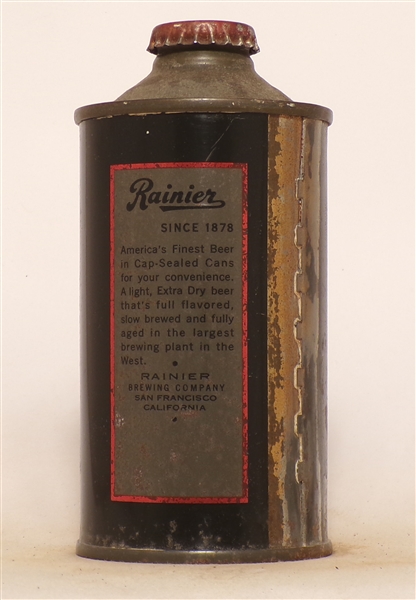 Rainier
SINCE 1878
America's Finest Beer
in Cap-Sealed Cans
for your convenience.
A light, Extra Dry beer
that's full flavored,
slow brewed and fully
aged in the largest
brewing plant in the
West.
RAINIER
BREWING COMPANY
SAN FRANCISCO
CALIFORNIA